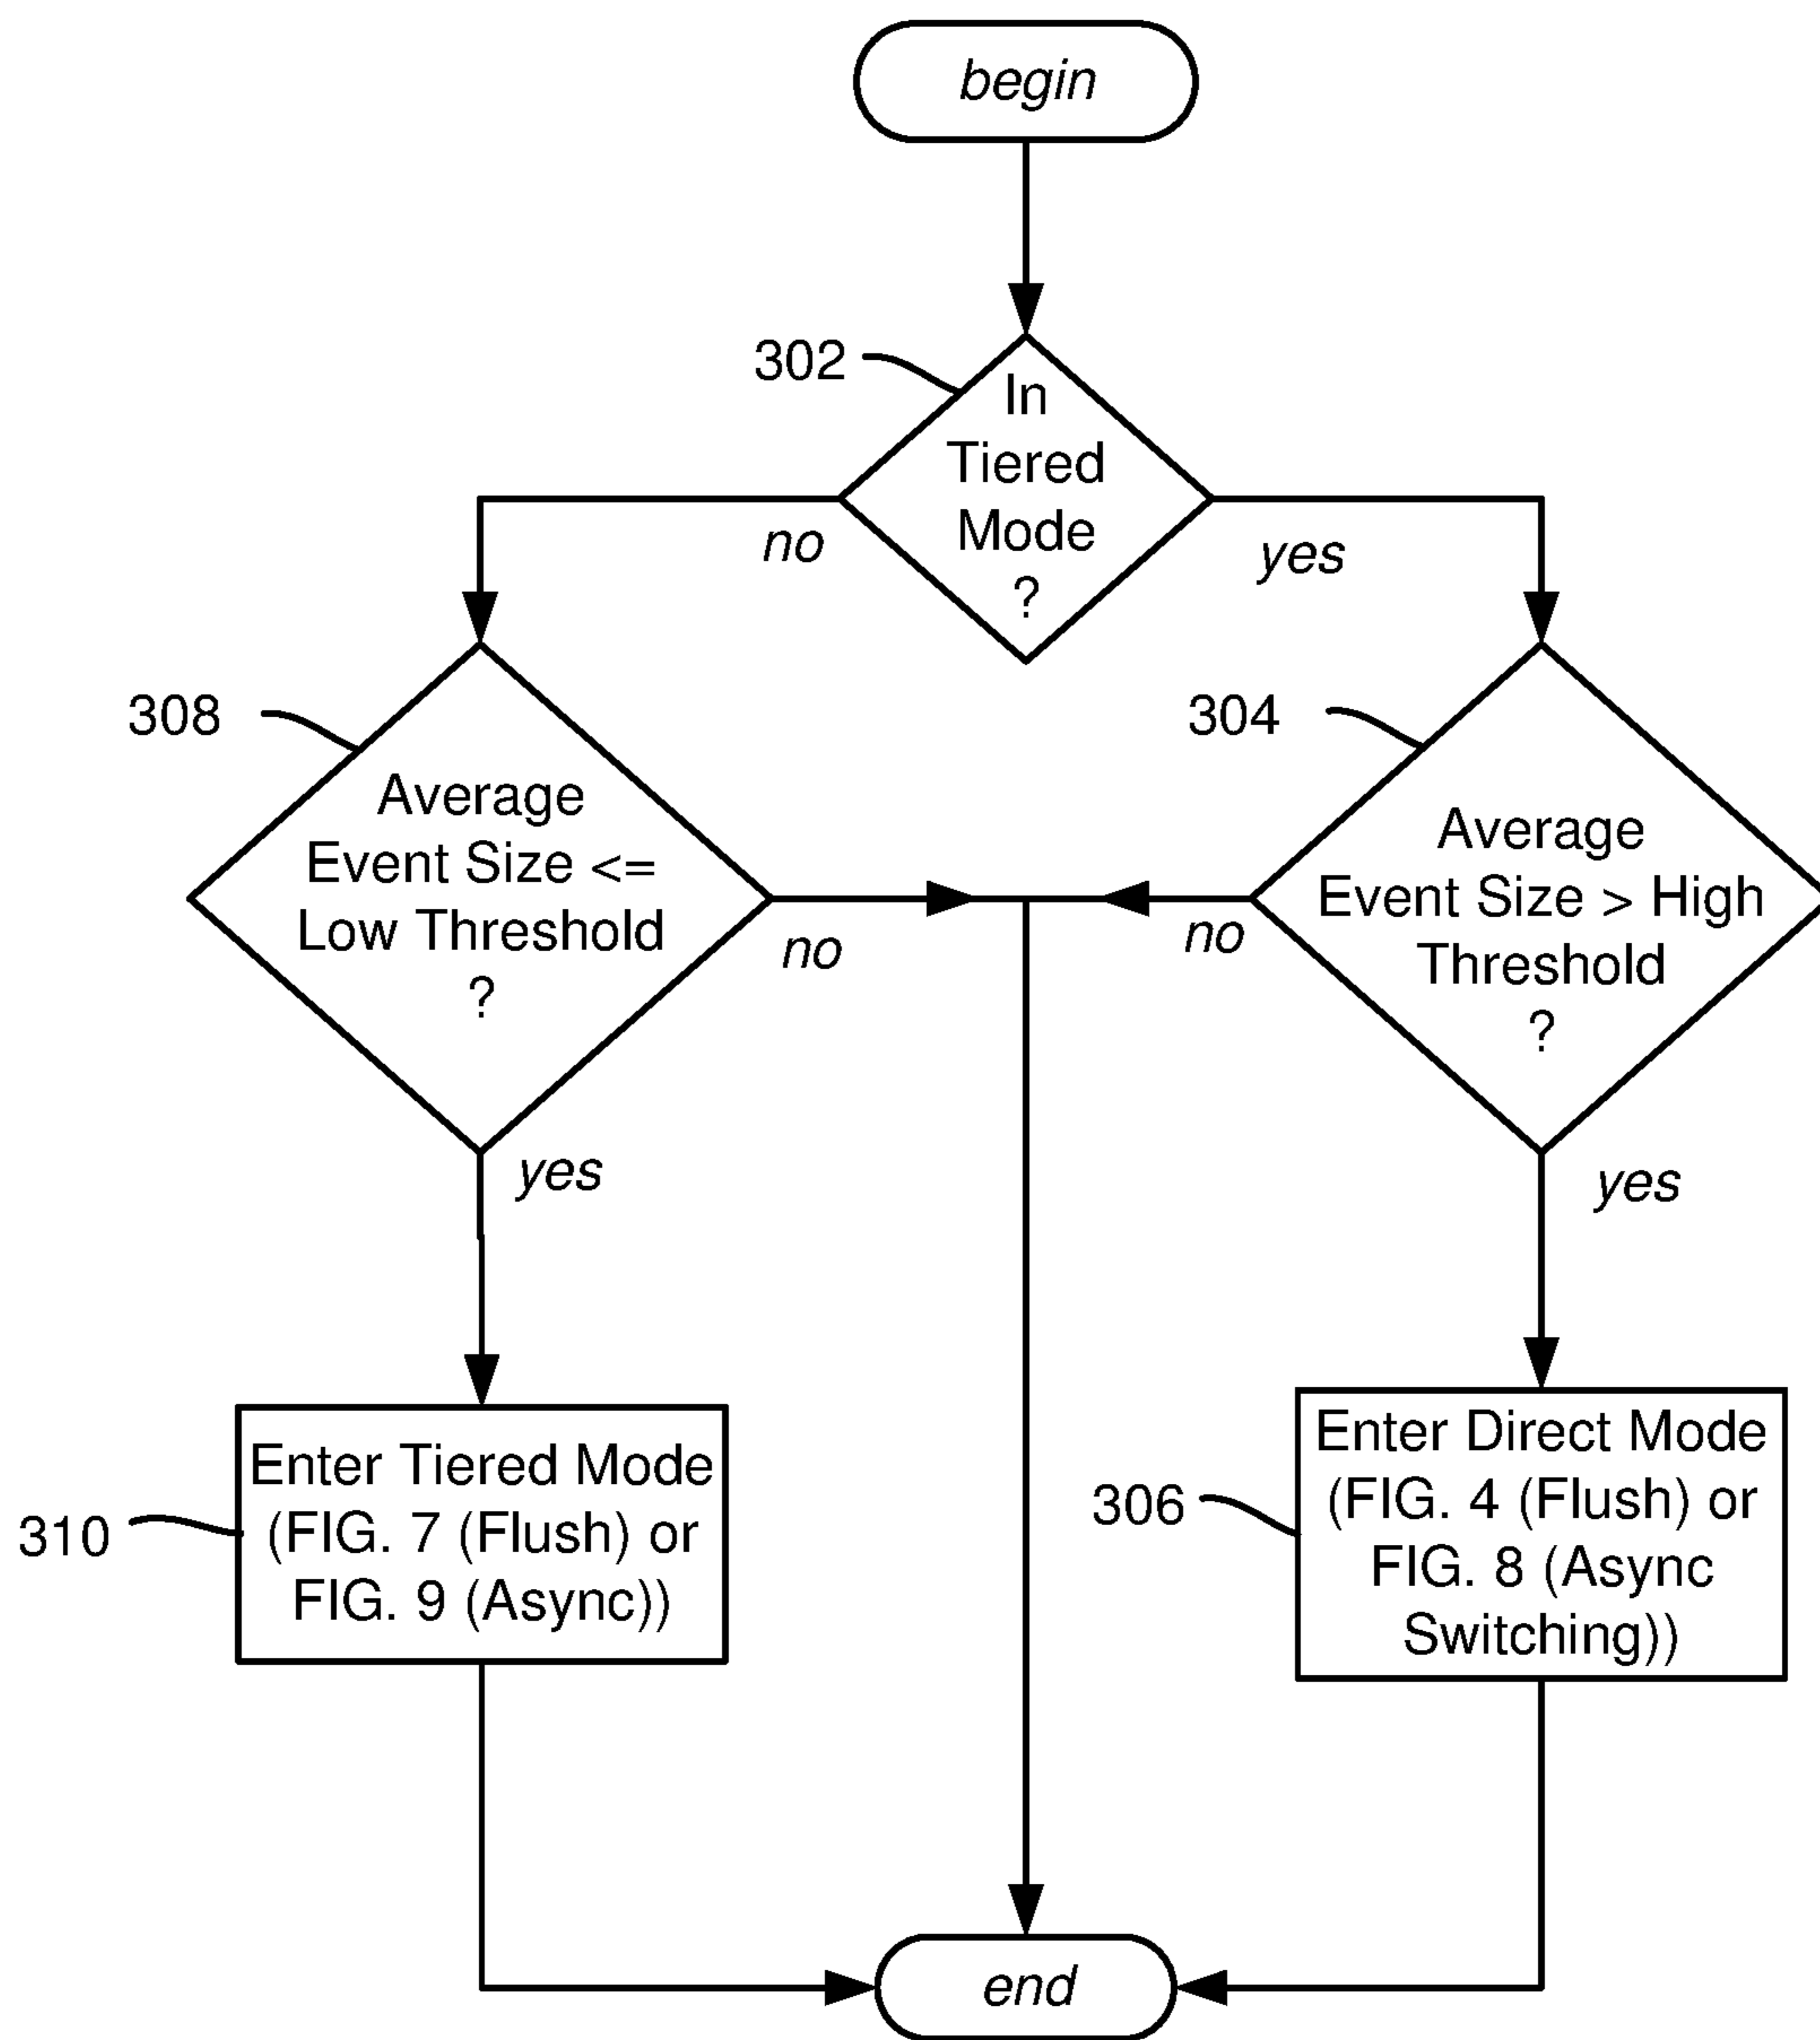 begin
302
In
Tiered
Mode
?
no
yes
308
Average
Event Size <=
Low Threshold
?
no
yes
304
Average
Event Size > High
Threshold
?
no
yes
310
Enter Tiered Mode
(FIG. 7 (Flush) or
FIG. 9 (Async))
306
Enter Direct Mode
(FIG. 4 (Flush) or
FIG. 8 (Async
Switching))
end